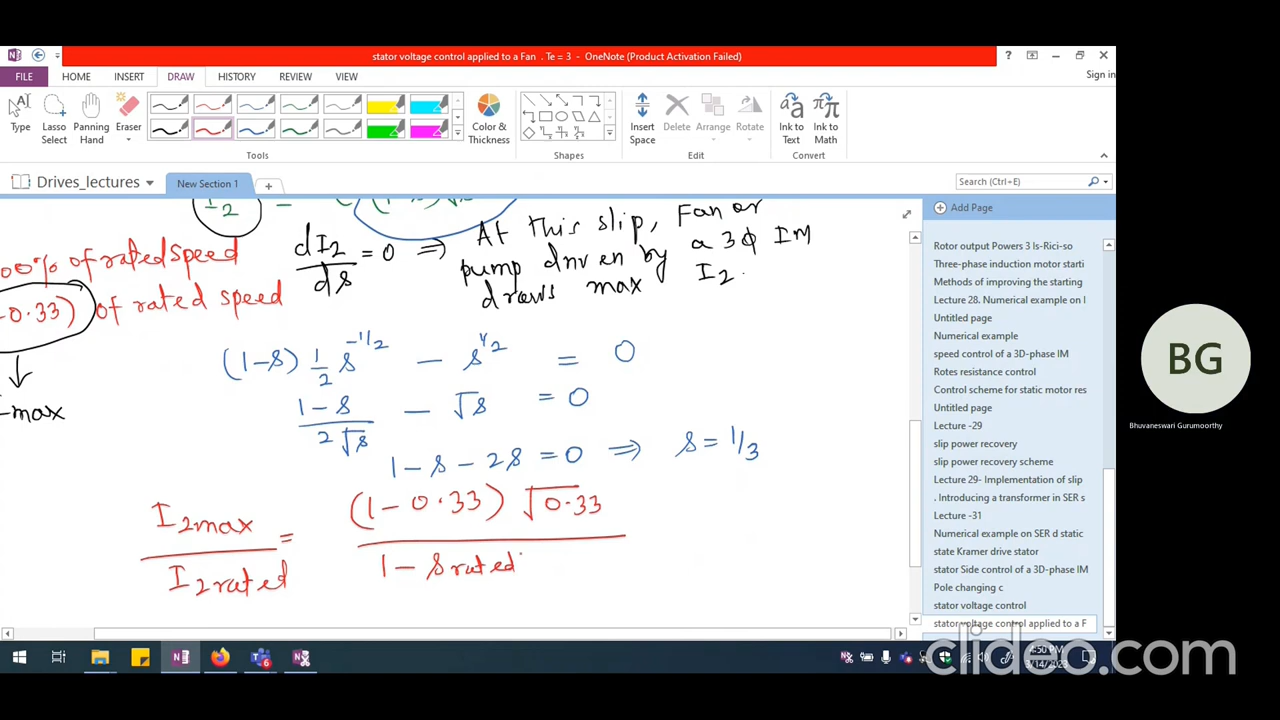 stator voltage control applied to a Fan . Te = 3 - OneNote (Product Activation Failed)
FILE HOME INSERT DRAW HISTORY REVIEW VIEW
Sign in
Type
Lasso Select
Panning Hand
Eraser
Color & Thickness
Insert Space
Delete
Arrange
Rotate
Ink to Text
Ink to Math
Tools
Shapes
Edit
Convert
Drives_lectures
New Section 1
Search (Ctrl+E)
Add Page
Rotor output Powers 3 Is-Rici-so
Three-phase induction motor starti
Methods of improving the starting
Lecture 28. Numerical example on I
Untitled page
Numerical example
speed control of a 3D-phase IM
Rotes resistance control
Control scheme for static motor res
Untitled page
Lecture -29
slip power recovery
slip power recovery scheme
Lecture 29- Implementation of slip
. Introducing a transformer in SER s
Lecture -31
Numerical example on SER d static
state Kramer drive stator
stator Side control of a 3D-phase IM
Pole changing c
stator voltage control
stator voltage control applied to a F
00% of rated speed
-0.33) of rated speed
max
dI2/ds = 0 ⇒ At this slip, Fan or
pump driven by a 3ϕ IM
draws max I2.
(1-s) 1/2 s^-1/2 - s^1/2 = 0
1-s / 2√s - √s = 0
1-s-2s = 0 ⇒ s = 1/3
I2max / I2rated = (1-0.33) √0.33 / 1-s rated
BG
Bhuvaneswari Gurumoorthy
4:50 PM
3/14/2023
clideo.com